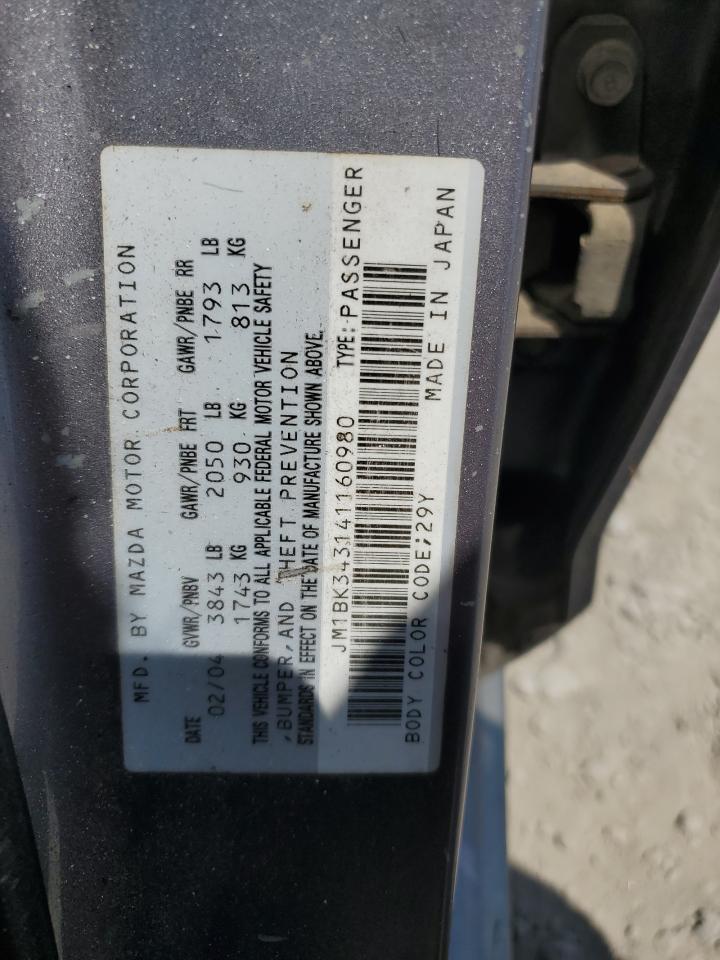 MFD. BY MAZDA MOTOR CORPORATION
DATE GVWR/PNBV GAWR/PNBE FRT GAWR/PNBE RR
02/04 3843 LB 2050 LB 1793 LB
1743 KG 930 KG 813 KG
THIS VEHICLE CONFORMS TO ALL APPLICABLE FEDERAL MOTOR VEHICLE SAFETY
,BUMPER,AND THEFT PREVENTION
STANDARDS IN EFFECT ON THE DATE OF MANUFACTURE SHOWN ABOVE.
JM1BK343141160980 TYPE:PASSENGER
BODY COLOR CODE;29Y MADE IN JAPAN